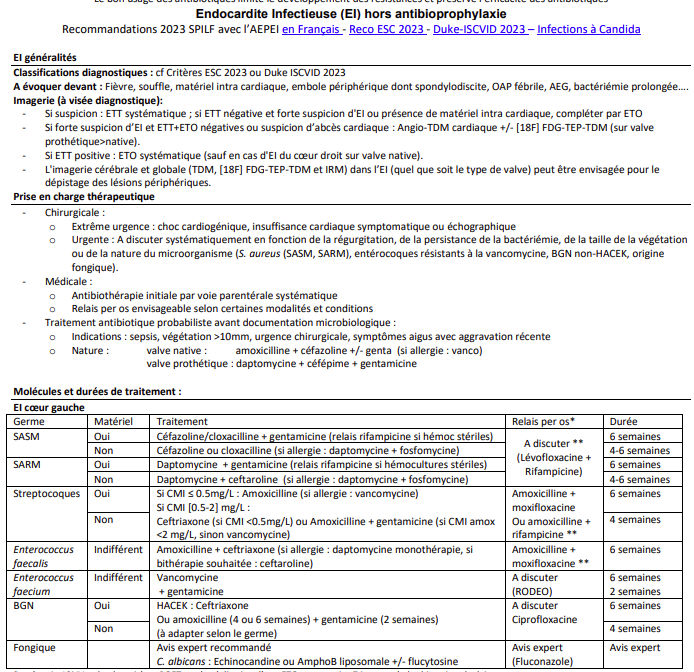 Le bon usage des antibiotiques limite le développement des résistances et préserve l'efficacité des antibiotiques
Endocardite Infectieuse (EI) hors antibioprophylaxie
Recommandations 2023 SPILF avec l'AEPEI en Français - Reco ESC 2023 - Duke-ISCVID 2023 – Infections à Candida
EI généralités
Classifications diagnostiques : cf Critères ESC 2023 ou Duke ISCVID 2023
A évoquer devant : Fièvre, souffle, matériel intra cardiaque, embole périphérique dont spondylodiscite, OAP fébrile, AEG, bactériémie prolongée….
Imagerie (à visée diagnostique):
- Si suspicion : ETT systématique ; si ETT négative et forte suspicion d'EI ou présence de matériel intra cardiaque, compléter par ETO
- Si forte suspicion d'EI et ETT+ETO négatives ou suspicion d'abcès cardiaque : Angio-TDM cardiaque +/- [18F] FDG-TEP-TDM (sur valve
prothétique>native).
- Si ETT positive : ETO systématique (sauf en cas d'EI du cœur droit sur valve native).
- L'imagerie cérébrale et globale (TDM, [18F] FDG-TEP-TDM et IRM) dans l'EI (quel que soit le type de valve) peut être envisagée pour le
dépistage des lésions périphériques.
Prise en charge thérapeutique
- Chirurgicale :
o Extrême urgence : choc cardiogénique, insuffisance cardiaque symptomatique ou échographique
o Urgente : A discuter systématiquement en fonction de la régurgitation, de la persistance de la bactériémie, de la taille de la végétation
ou de la nature du microorganisme (S. aureus (SASM, SARM), entérocoques résistants à la vancomycine, BGN non-HACEK, origine
fongique).
- Médicale :
o Antibiothérapie initiale par voie parentérale systématique
o Relais per os envisageable selon certaines modalités et conditions
- Traitement antibiotique probabiliste avant documentation microbiologique :
o Indications : sepsis, végétation >10mm, urgence chirurgicale, symptômes aigus avec aggravation récente
o Nature : valve native : amoxicilline + céfazoline +/- genta (si allergie : vanco)
valve prothétique : daptomycine + céfépime + gentamicine
Molécules et durées de traitement :
EI cœur gauche
Germe Matériel Traitement Relais per os* Durée
SASM Oui Céfazoline/cloxacilline + gentamicine (relais rifampicine si hémoc stériles) A discuter ** (Lévofloxacine + Rifampicine) 6 semaines
Non Céfazoline ou cloxacilline (si allergie : daptomycine + fosfomycine) 4-6 semaines
SARM Oui Daptomycine + gentamicine (relais rifampicine si hémocultures stériles) 6 semaines
Non Daptomycine + ceftaroline (si allergie : daptomycine + fosfomycine) 4-6 semaines
Streptocoques Oui Si CMI ≤ 0.5mg/L : Amoxicilline (si allergie : vancomycine) Amoxicilline + 6 semaines
Si CMI [0.5-2] mg/L : moxifloxacine
Non Ceftriaxone (si CMI <0.5mg/L) ou Amoxicilline + gentamicine (si CMI amox Ou amoxicilline + 4 semaines
<2 mg/L, sinon vancomycine) rifampicine **
Enterococcus Indifférent Amoxicilline + ceftriaxone (si allergie : daptomycine monothérapie, si Amoxicilline + 6 semaines
faecalis bithérapie souhaitée : ceftaroline) moxifloxacine **
Enterococcus Indifférent Vancomycine A discuter 6 semaines
faecium + gentamicine (RODEO) 2 semaines
BGN Oui HACEK : Ceftriaxone A discuter 6 semaines
Ou amoxicilline (4 ou 6 semaines) + gentamicine (2 semaines) Ciprofloxacine
Non (à adapter selon le germe) 4 semaines
Fongique Avis expert recommandé Avis expert Avis expert
C. albicans : Echinocandine ou AmphoB liposomale +/- flucytosine (Fluconazole)